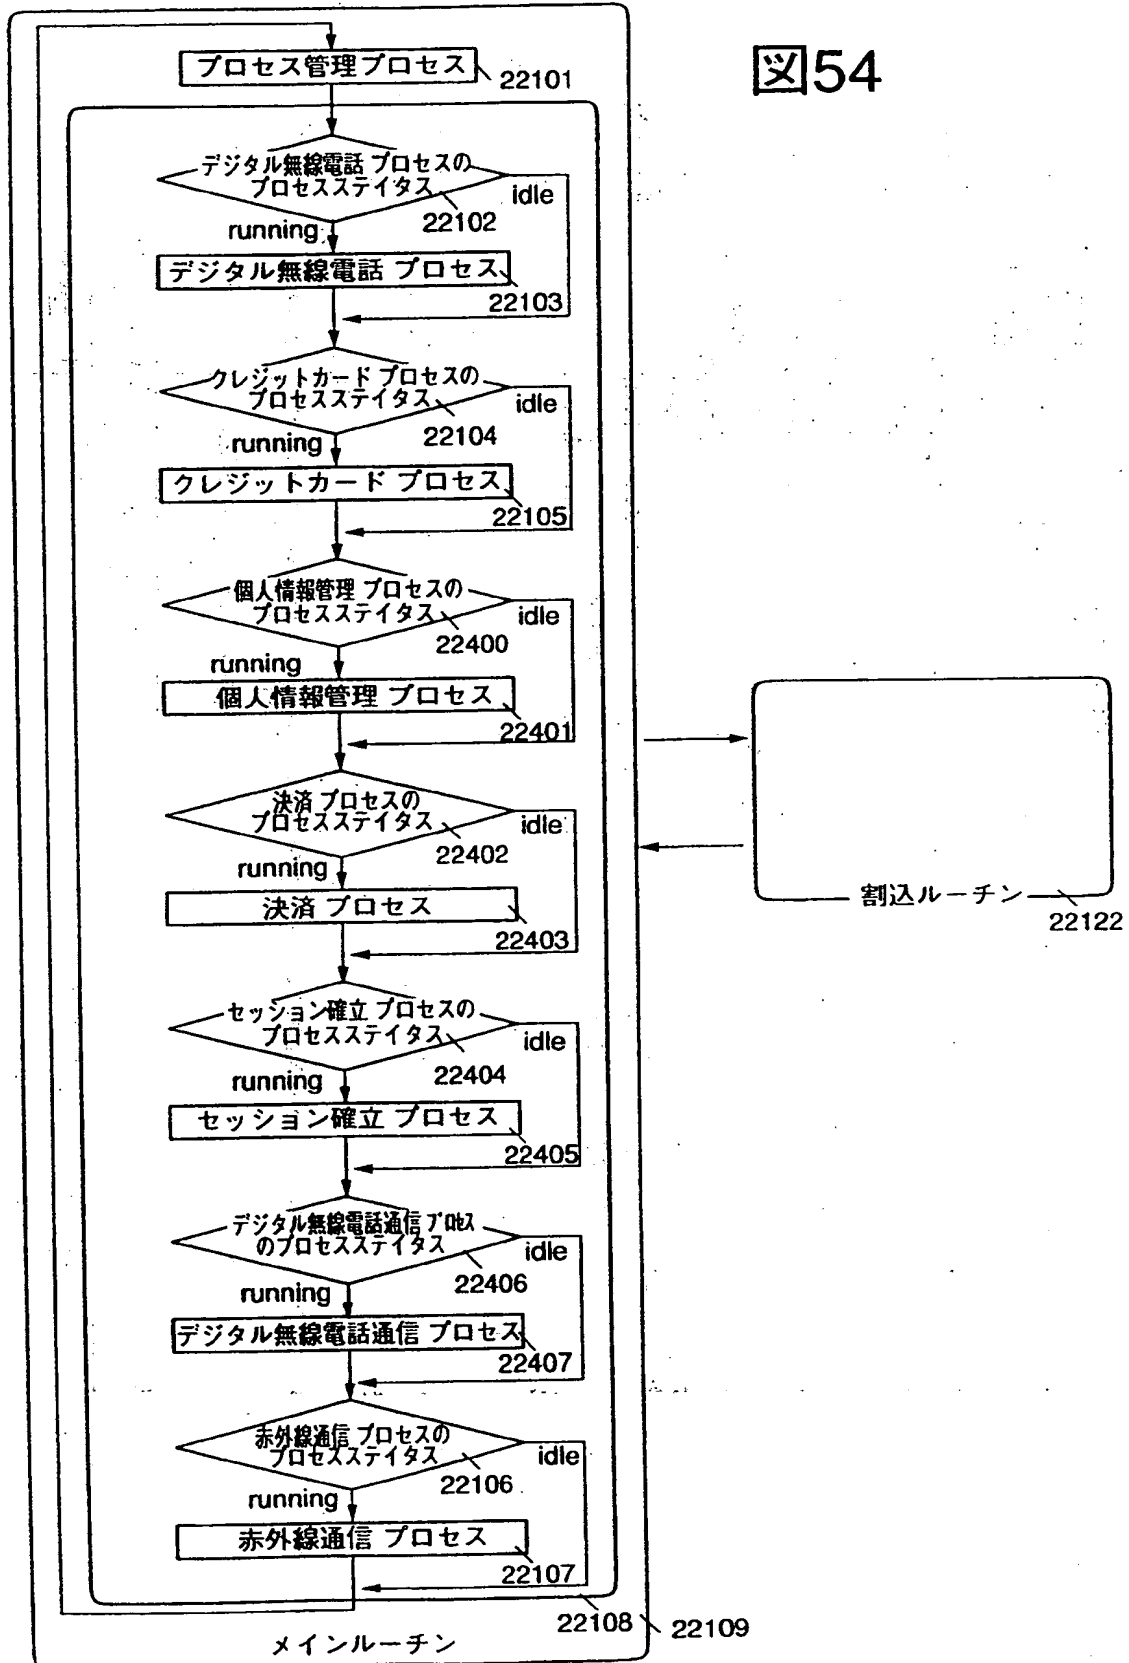 図54
プロセス管理プロセス
22101
デジタル無線電話 プロセスの
プロセスステイタス
22102
idle
running
デジタル無線電話 プロセス
22103
クレジットカード プロセスの
プロセスステイタス
22104
idle
running
クレジットカード プロセス
22105
個人情報管理 プロセスの
プロセスステイタス
22400
idle
running
個人情報管理 プロセス
22401
決済 プロセスの
プロセスステイタス
22402
idle
running
決済 プロセス
22403
セッション確立 プロセスの
プロセスステイタス
22404
idle
running
セッション確立 プロセス
22405
デジタル無線電話通信 プロセス
のプロセスステイタス
22406
idle
running
デジタル無線電話通信 プロセス
22407
赤外線通信 プロセスの
プロセスステイタス
22106
idle
running
赤外線通信 プロセス
22107
22108
22109
メインルーチン
割込ルーチン
22122